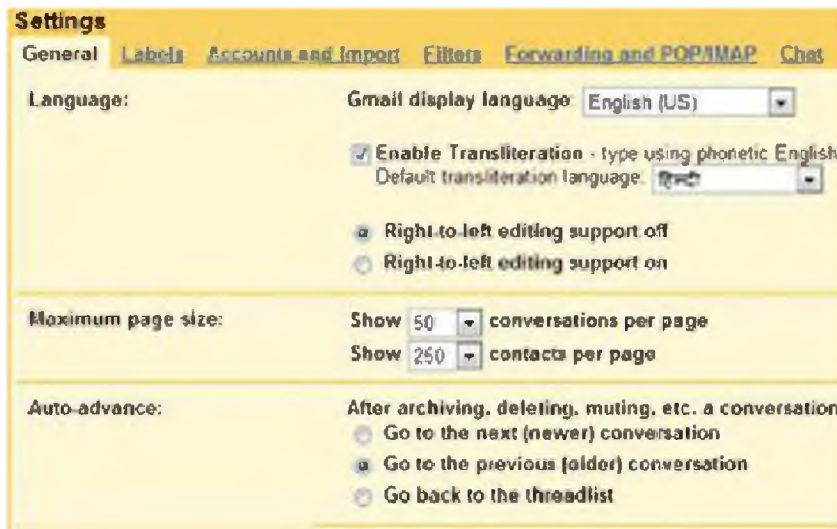 Settings
General Labels Accounts and Import Filters Forwarding and POP/IMAP Chat
Language: Gmail display language: English (US)
Enable Transliteration - type using phonetic English
Default transliteration language: हिन्दी
Right-to-left editing support off
Right-to-left editing support on
Maximum page size: Show 50 conversations per page
Show 250 contacts per page
Auto-advance: After archiving, deleting, muting, etc. a conversation
Go to the next (newer) conversation
Go to the previous (older) conversation
Go back to the threadlist